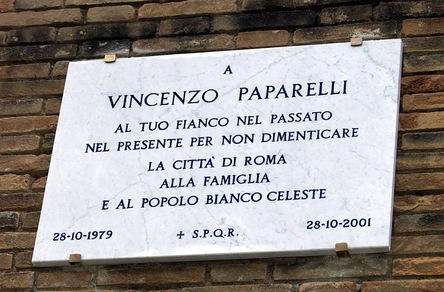 A
VINCENZO PAPARELLI
AL TUO FIANCO NEL PASSATO
NEL PRESENTE PER NON DIMENTICARE
LA CITTÀ DI ROMA
ALLA FAMIGLIA
E AL POPOLO BIANCO CELESTE
28-10-1979 + S.P.Q.R. 28-10-2001